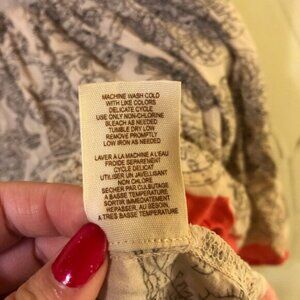 MACHINE WASH COLD
WITH LIKE COLORS
DELICATE CYCLE
USE ONLY NON-CHLORINE
BLEACH AS NEEDED
TUMBLE DRY LOW
REMOVE PROMPTLY
LOW IRON AS NEEDED
LAVER A LA MACHINE A L'EAU
FROIDE SEPAREMENT
CYCLE DELICAT
UTILISER UN JAVELLISANT
NON CHLORE
SECHER PAR CULBUTAGE
A BASSE TEMPERATURE
SORTIR IMMEDIATEMENT
REPASSER, AU BESOIN,
A TRES BASSE TEMPERATURE